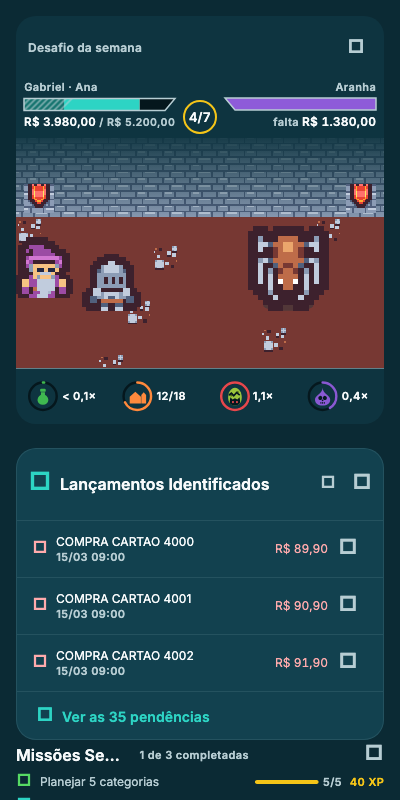 Desafio da semana
Gabriel · Ana
Aranha
R$ 3.980,00 / R$ 5.200,00
4/7
falta R$ 1.380,00
< 0,1×
12/18
1,1×
0,4×
Lançamentos Identificados
COMPRA CARTAO 4000
15/03 09:00
R$ 89,90
COMPRA CARTAO 4001
15/03 09:00
R$ 90,90
COMPRA CARTAO 4002
15/03 09:00
R$ 91,90
Ver as 35 pendências
Missões Se... 1 de 3 completadas
Planejar 5 categorias 5/5 40 XP